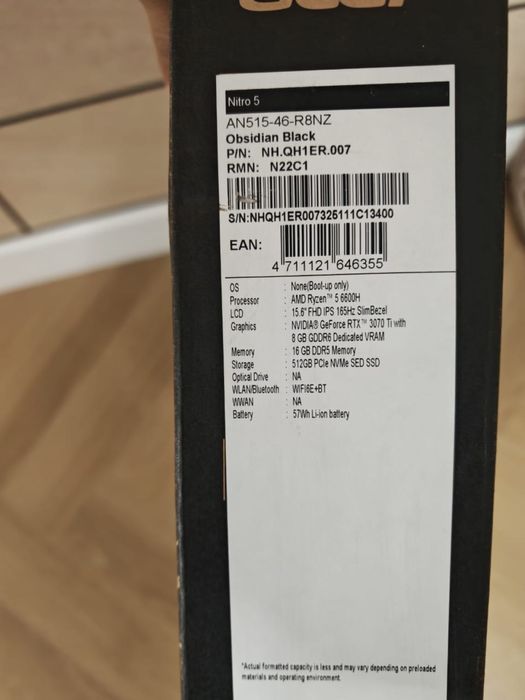 acer
Nitro 5
AN515-46-R8NZ
Obsidian Black
P/N: NH.QH1ER.007
RMN: N22C1
S/N:NHQH1ER007326111C13400
EAN:
4 711121 646355
OS : None(Boot-up only)
Processor : AMD Ryzen™ 5 6600H
LCD : 15.6" FHD IPS 165Hz SlimBezel
Graphics : NVIDIA® GeForce RTX™ 3070 Ti with
8 GB GDDR6 Dedicated VRAM
Memory : 16 GB DDR5 Memory
Storage : 512GB PCIe NVMe SED SSD
Optical Drive : NA
WLAN/Bluetooth : WIFI6E+BT
WWAN : NA
Battery : 57Wh Li-ion battery
*Actual formatted capacity is less and may vary depending on preloaded
materials and operating environment.